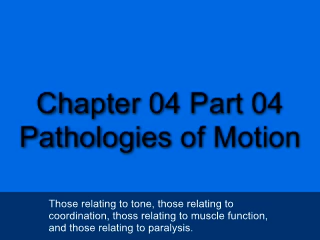 Chapter 04 Part 04
Pathologies of Motion
Those relating to tone, those relating to
coordination, thoss relating to muscle function,
and those relating to paralysis.